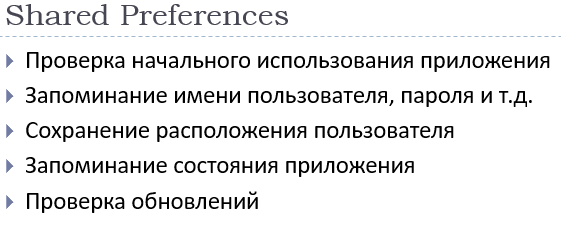 Shared Preferences
Проверка начального использования приложения
Запоминание имени пользователя, пароля и т.д.
Сохранение расположения пользователя
Запоминание состояния приложения
Проверка обновлений